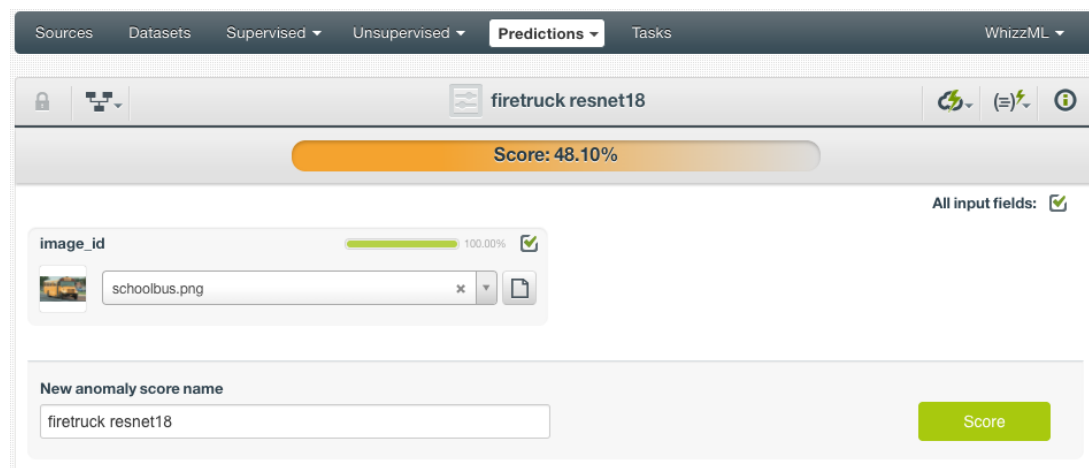 Sources Datasets Supervised Unsupervised Predictions Tasks WhizzML
firetruck resnet18
Score: 48.10%
All input fields:
image_id 100.00%
schoolbus.png
New anomaly score name
firetruck resnet18
Score